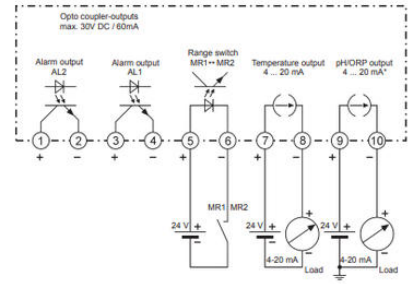 Opto coupler-outputs
max. 30V DC / 60mA
Alarm output
AL2
Alarm output
AL1
Range switch
MR1↔MR2
Temperature output
4 ... 20 mA
pH/ORP output
4 ... 20 mA*
1 2 3 4 5 6 7 8 9 10
+ − + − + − + − + −
MR1 MR2
24 V + −
24 V + −
+ −
4-20 mA
Load
24 V + −
+ −
4-20 mA
Load